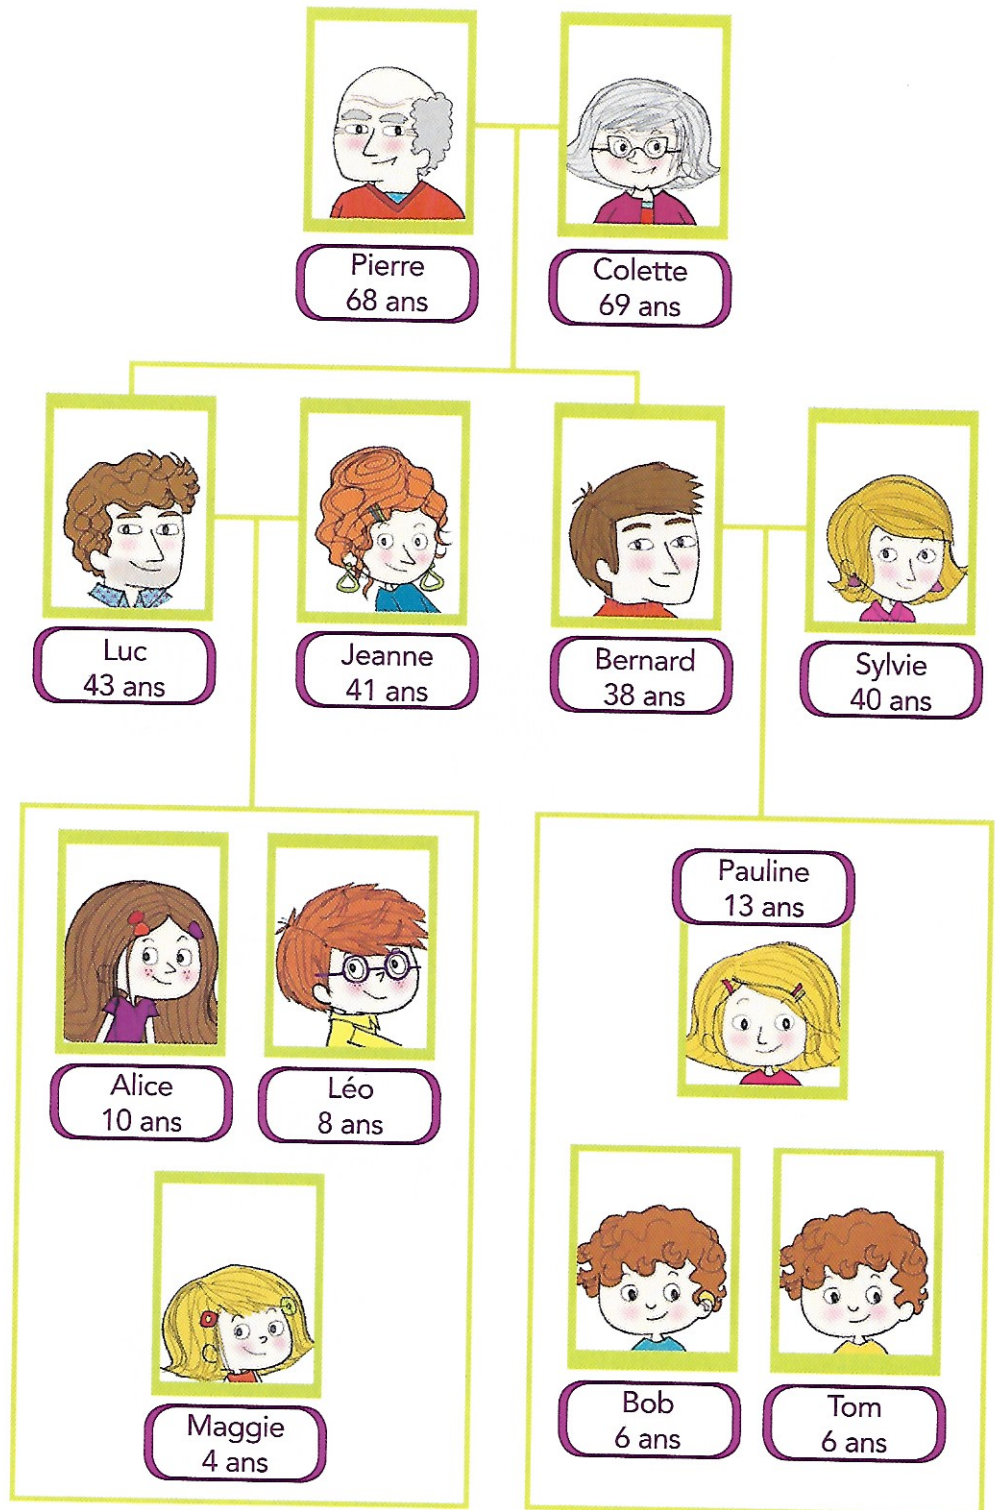 Pierre
68 ans
Colette
69 ans
Luc
43 ans
Jeanne
41 ans
Bernard
38 ans
Sylvie
40 ans
Alice
10 ans
Léo
8 ans
Maggie
4 ans
Pauline
13 ans
Bob
6 ans
Tom
6 ans